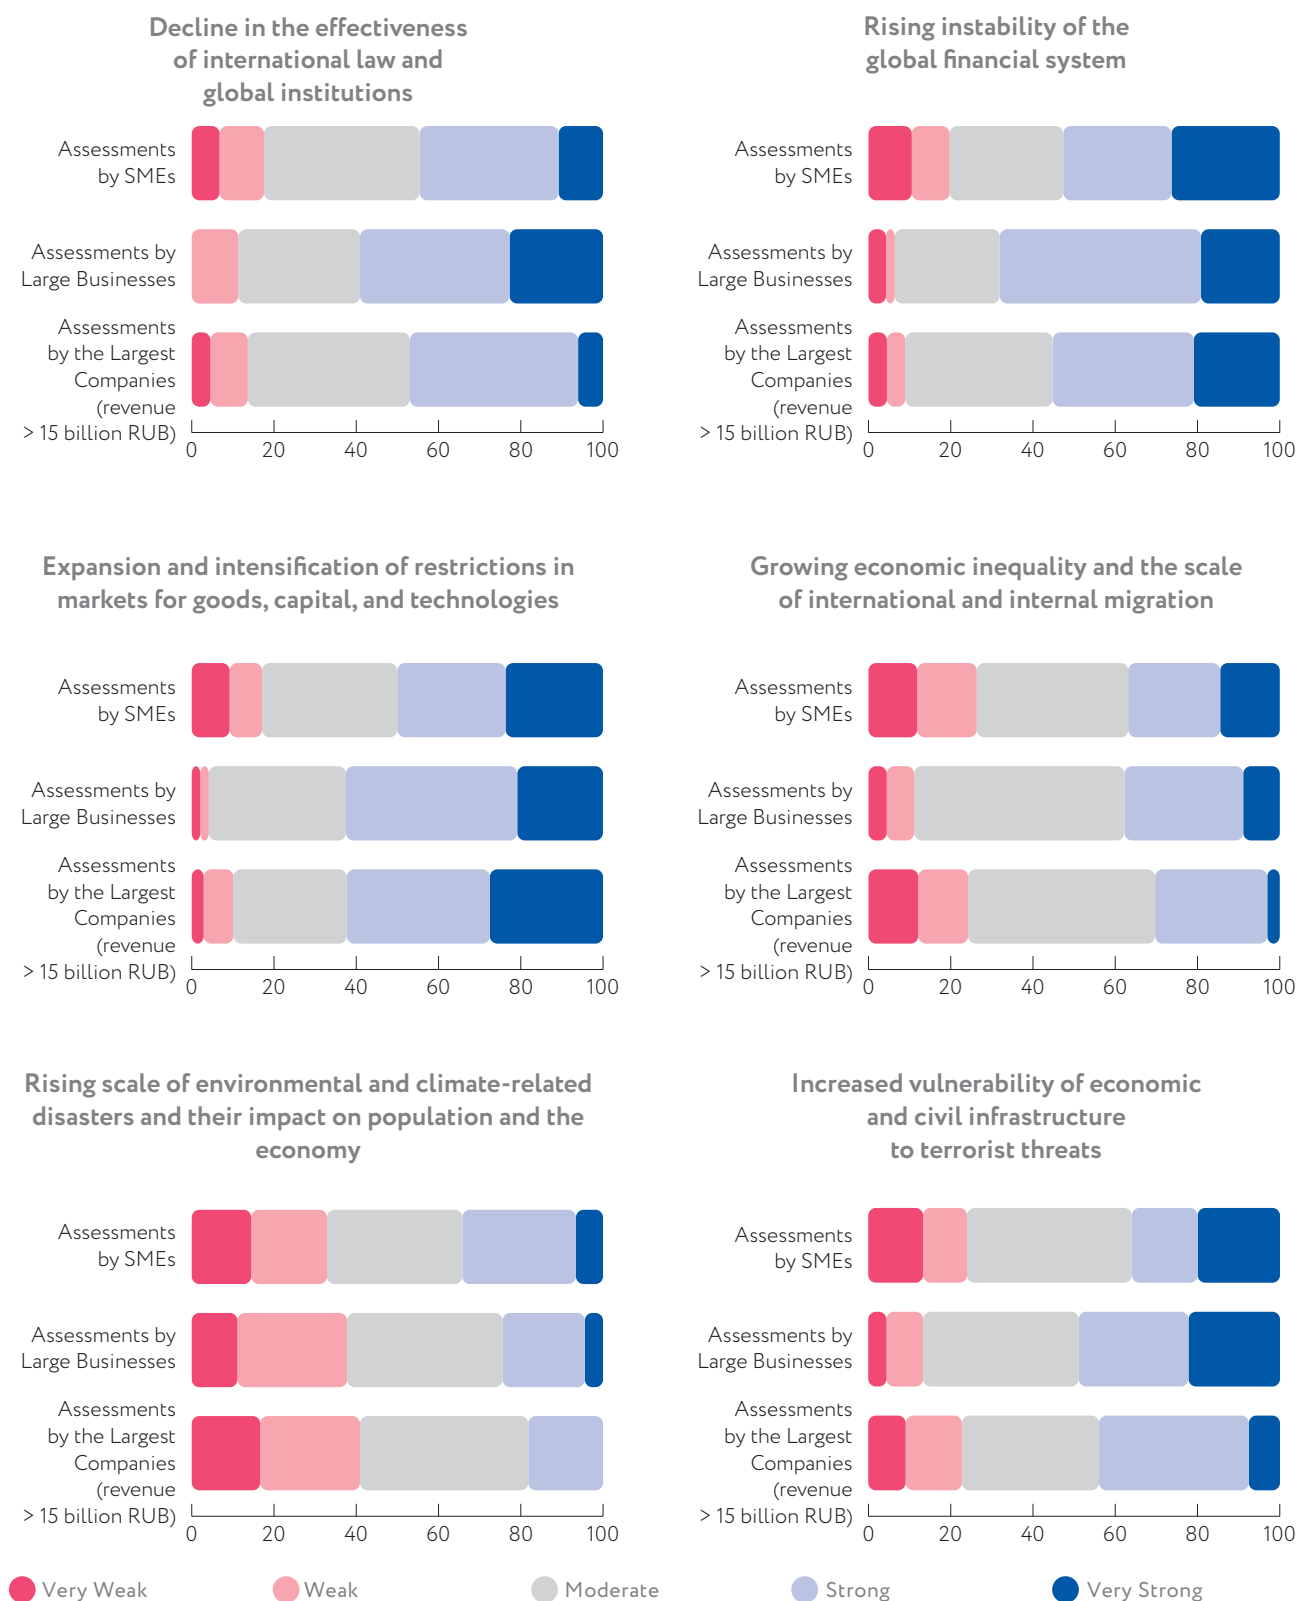 Decline in the effectiveness
of international law and
global institutions
Assessments
by SMEs
Assessments by
Large Businesses
Assessments
by the Largest
Companies
(revenue
> 15 billion RUB)
0 20 40 60 80 100
Rising instability of the
global financial system
Assessments
by SMEs
Assessments by
Large Businesses
Assessments
by the Largest
Companies
(revenue
> 15 billion RUB)
0 20 40 60 80 100
Expansion and intensification of restrictions in
markets for goods, capital, and technologies
Assessments
by SMEs
Assessments by
Large Businesses
Assessments
by the Largest
Companies
(revenue
> 15 billion RUB)
0 20 40 60 80 100
Growing economic inequality and the scale
of international and internal migration
Assessments
by SMEs
Assessments by
Large Businesses
Assessments
by the Largest
Companies
(revenue
> 15 billion RUB)
0 20 40 60 80 100
Rising scale of environmental and climate-related
disasters and their impact on population and the
economy
Assessments
by SMEs
Assessments by
Large Businesses
Assessments
by the Largest
Companies
(revenue
> 15 billion RUB)
0 20 40 60 80 100
Increased vulnerability of economic
and civil infrastructure
to terrorist threats
Assessments
by SMEs
Assessments by
Large Businesses
Assessments
by the Largest
Companies
(revenue
> 15 billion RUB)
0 20 40 60 80 100
Very Weak Weak Moderate Strong Very Strong